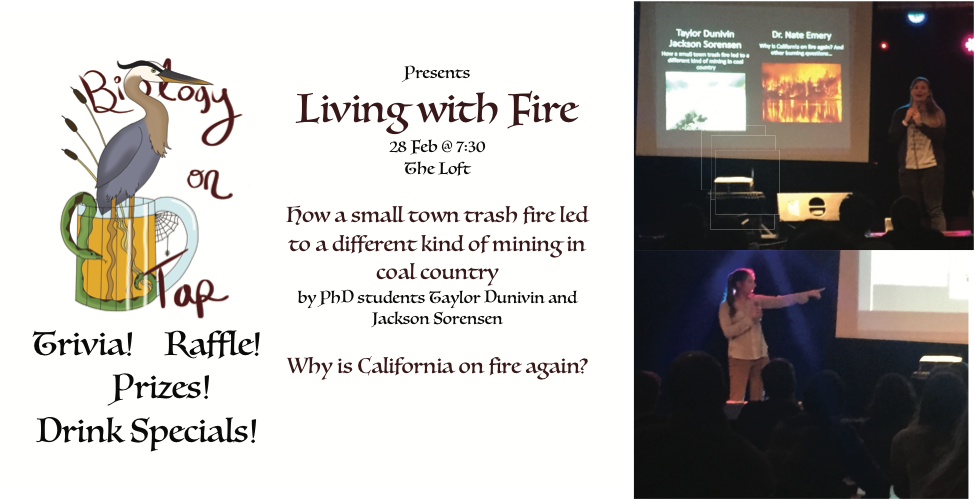 Biology
on
Tap
Trivia! Raffle!
Prizes!
Drink Specials!
Presents
Living with Fire
28 Feb @ 7:30
The Loft
How a small town trash fire led
to a different kind of mining in
coal country
by PhD students Taylor Dunivin and
Jackson Sorensen
Why is California on fire again?
Taylor Dunivin
Jackson Sorensen
How a small town trash fire led to a
different kind of mining in coal
country
Dr. Nate Emery
Why is California on fire again? And
other burning questions...